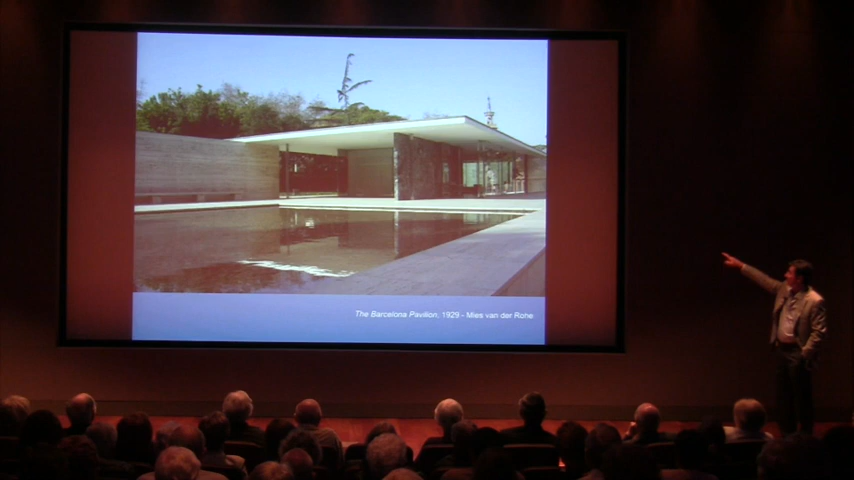 The Barcelona Pavilion, 1929 - Mies van der Rohe